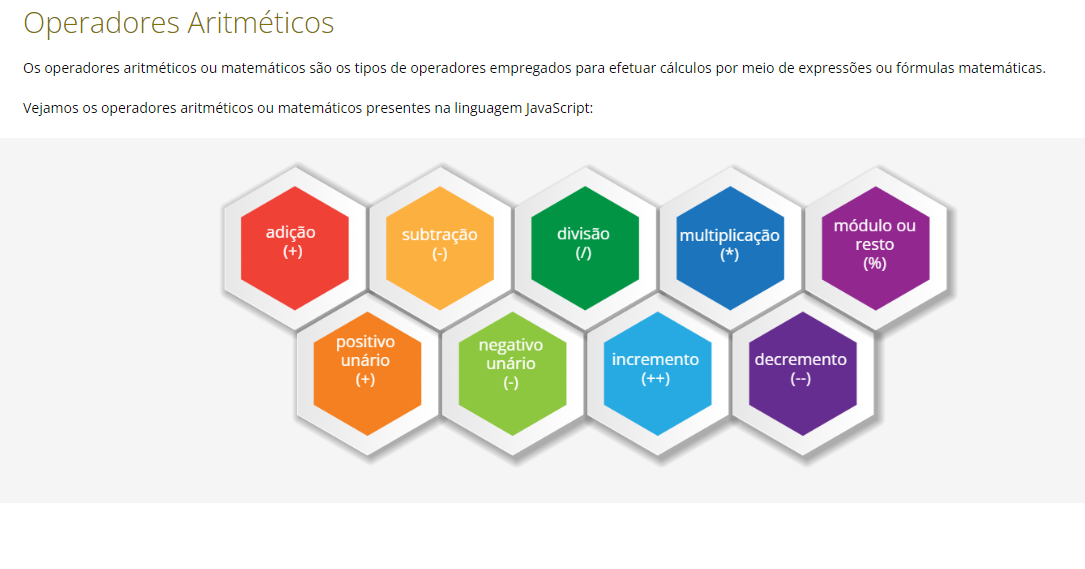 Operadores Aritméticos
Os operadores aritméticos ou matemáticos são os tipos de operadores empregados para efetuar cálculos por meio de expressões ou fórmulas matemáticas.
Vejamos os operadores aritméticos ou matemáticos presentes na linguagem JavaScript:
adição
(+)
subtração
(-)
divisão
(/)
multiplicação
(*)
módulo ou
resto
(%)
positivo
unário
(+)
negativo
unário
(-)
incremento
(++)
decremento
(--)